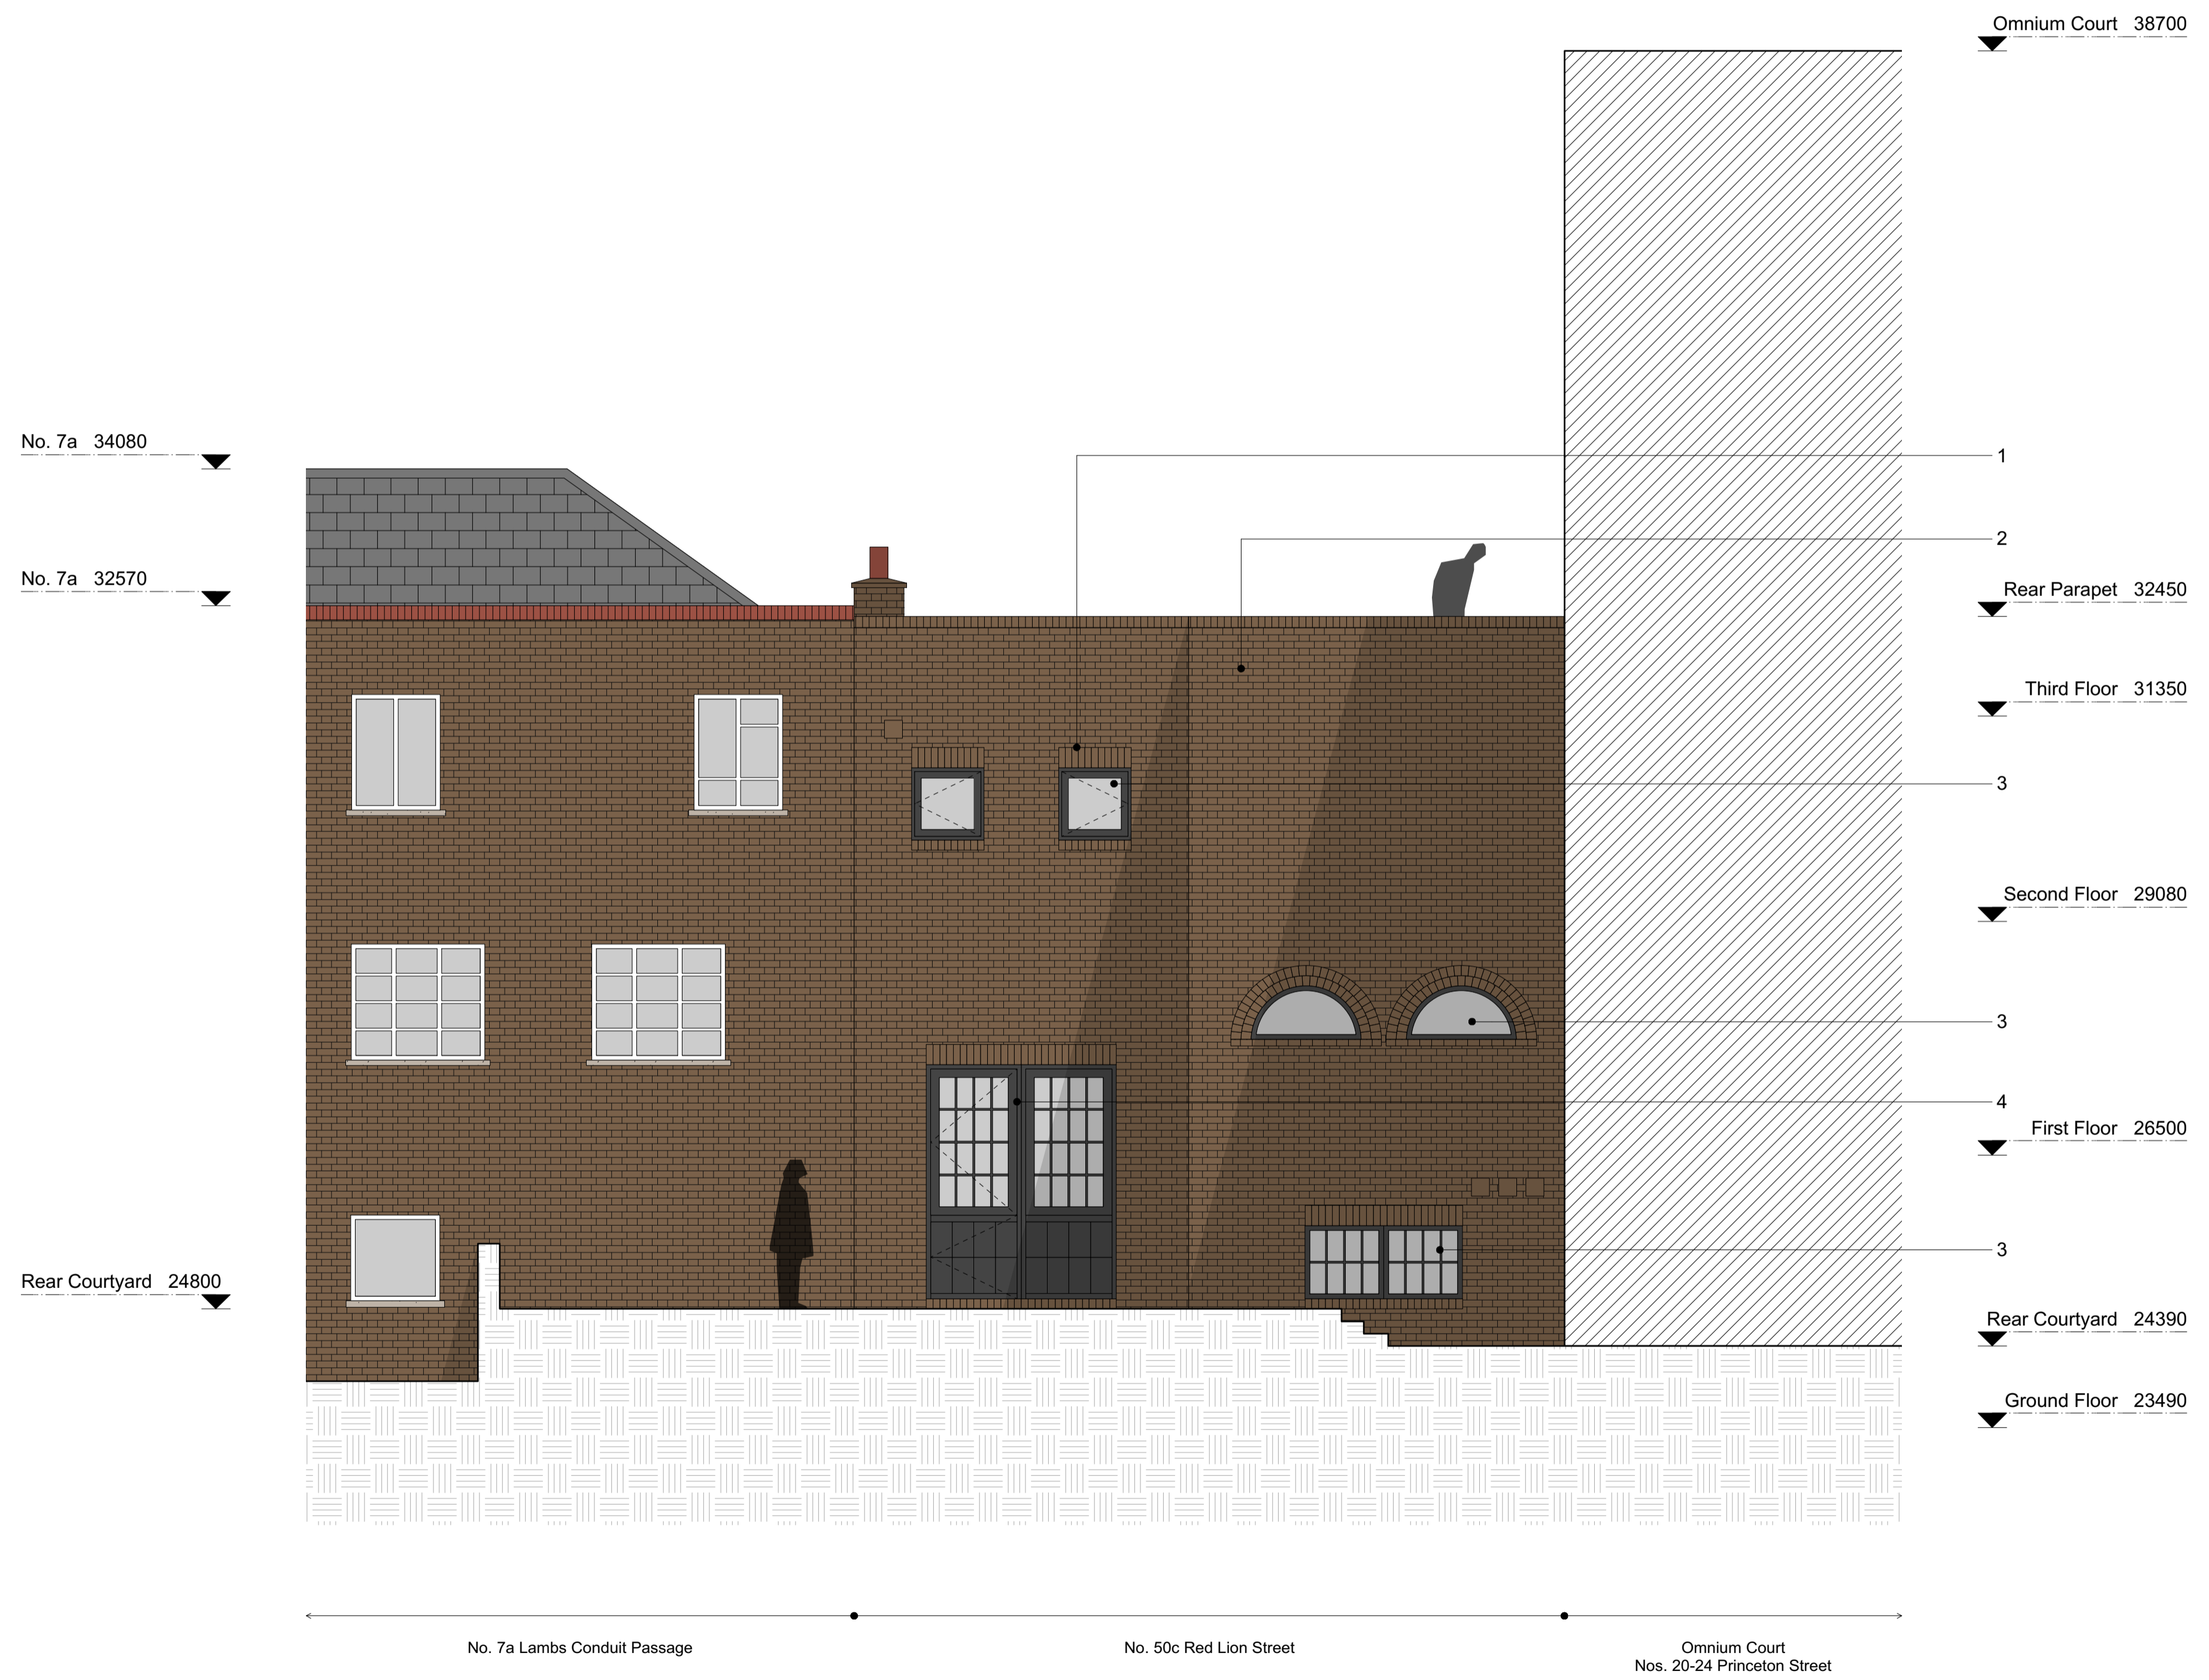 Omnium Court 38700
No. 7a 34080
1
2
No. 7a 32570
Rear Parapet 32450
Third Floor 31350
3
Second Floor 29080
3
4
First Floor 26500
3
Rear Courtyard 24800
Rear Courtyard 24390
Ground Floor 23490
No. 7a Lambs Conduit Passage
No. 50c Red Lion Street
Omnium Court
Nos. 20-24 Princeton Street